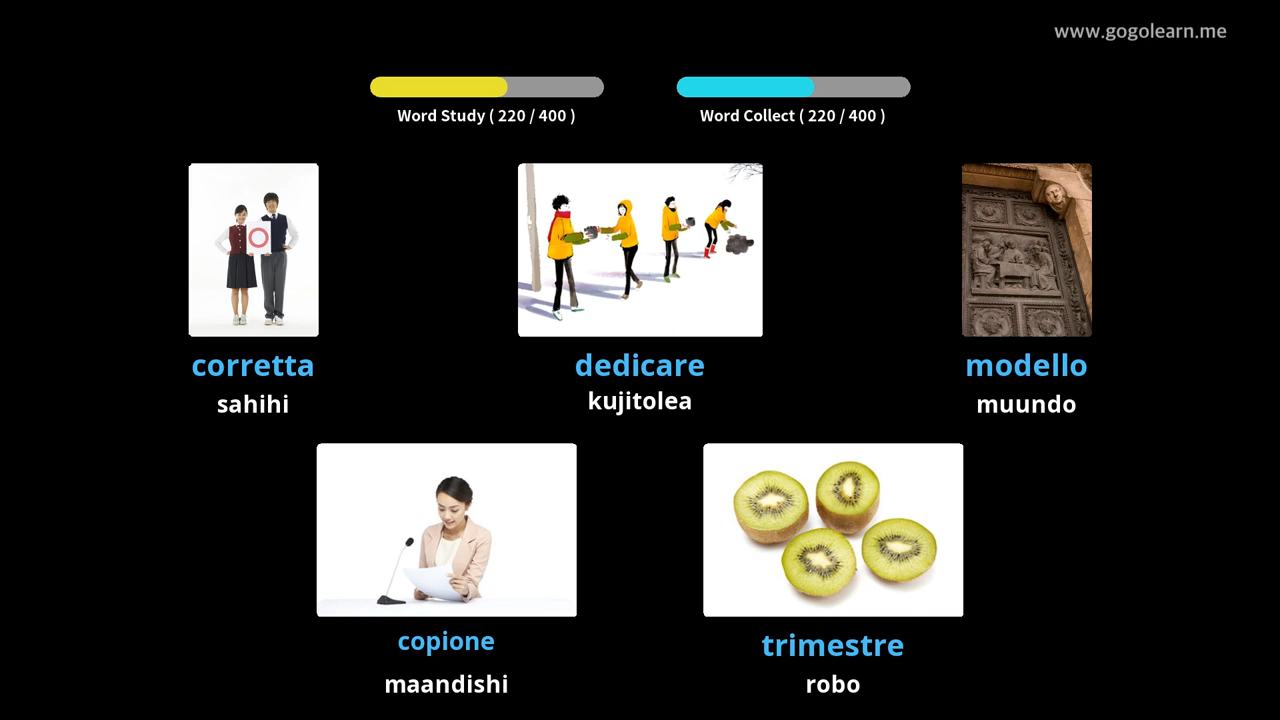 www.gogolearn.me
Word Study ( 220 / 400 )
Word Collect ( 220 / 400 )
corretta
sahihi
dedicare
kujitolea
modello
muundo
copione
maandishi
trimestre
robo